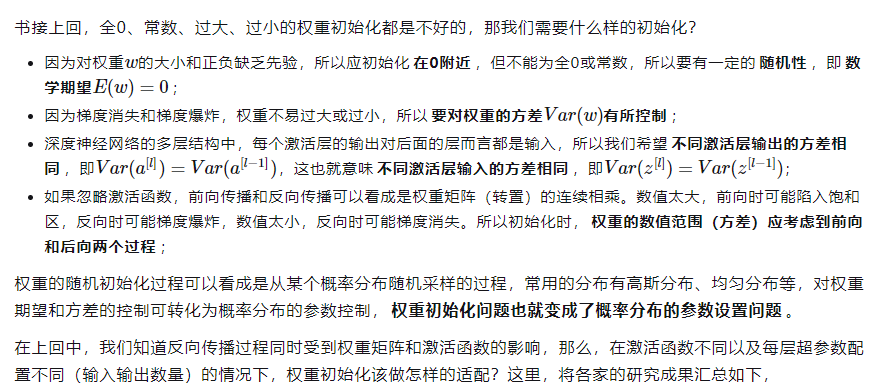 书接上回，全0、常数、过大、过小的权重初始化都是不好的，那我们需要什么样的初始化？
• 因为对权重w的大小和正负缺乏先验，所以应初始化 在0附近 ，但不能为全0或常数，所以要有一定的 随机性 ，即 数
学期望E(w) = 0 ；
• 因为梯度消失和梯度爆炸，权重不易过大或过小，所以 要对权重的方差Var(w)有所控制 ；
• 深度神经网络的多层结构中，每个激活层的输出对后面的层而言都是输入，所以我们希望 不同激活层输出的方差相
同 ，即Var(a^{[l]}) = Var(a^{[l-1]})，这也就意味 不同激活层输入的方差相同 ，即Var(z^{[l]}) = Var(z^{[l-1]})；
• 如果忽略激活函数，前向传播和反向传播可以看成是权重矩阵（转置）的连续相乘。数值太大，前向时可能陷入饱和
区，反向时可能梯度爆炸，数值太小，反向时可能梯度消失。所以初始化时， 权重的数值范围（方差）应考虑到前向
和后向两个过程 ；
权重的随机初始化过程可以看成是从某个概率分布随机采样的过程，常用的分布有高斯分布、均匀分布等，对权重
期望和方差的控制可转化为概率分布的参数控制， 权重初始化问题也就变成了概率分布的参数设置问题 。
在上回中，我们知道反向传播过程同时受到权重矩阵和激活函数的影响，那么，在激活函数不同以及每层超参数配
置不同（输入输出数量）的情况下，权重初始化该做怎样的适配？这里，将各家的研究成果汇总如下，